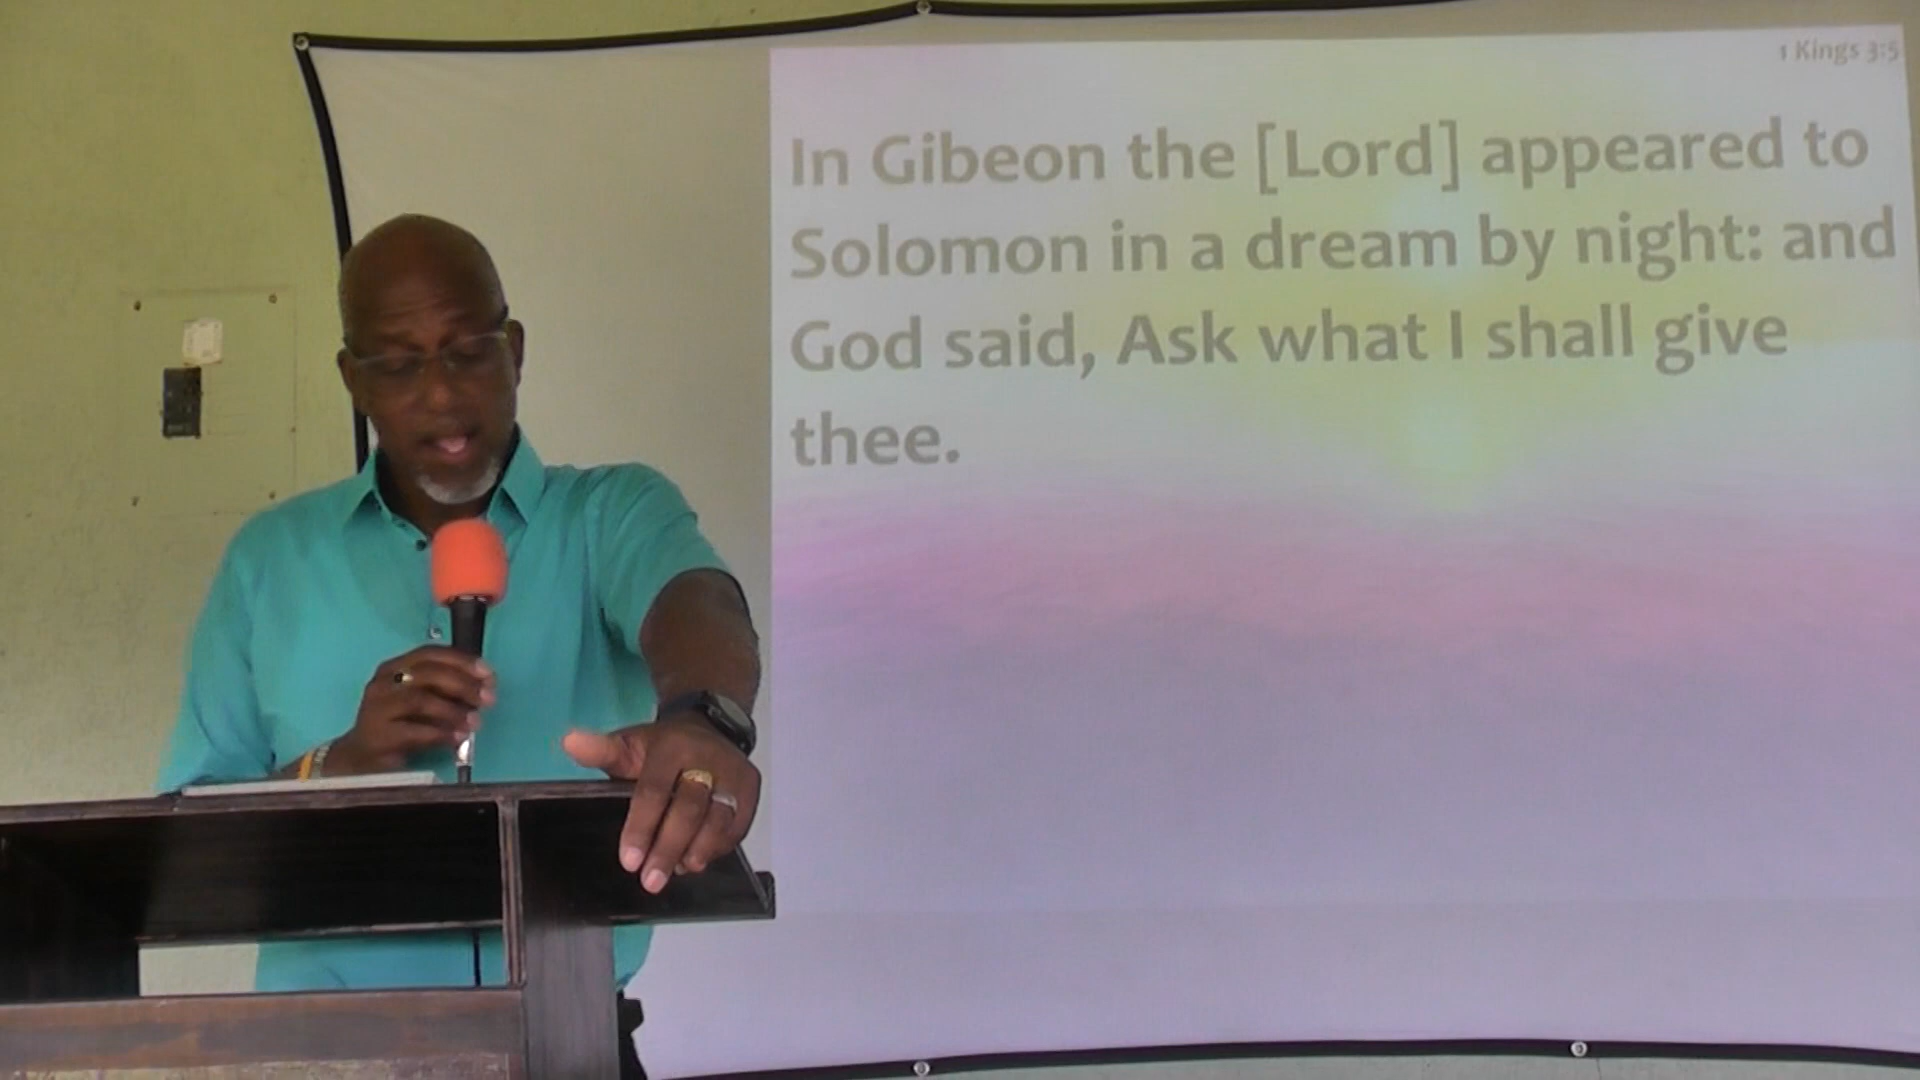 1 Kings 3:5
In Gibeon the [Lord] appeared to
Solomon in a dream by night: and
God said, Ask what I shall give
thee.